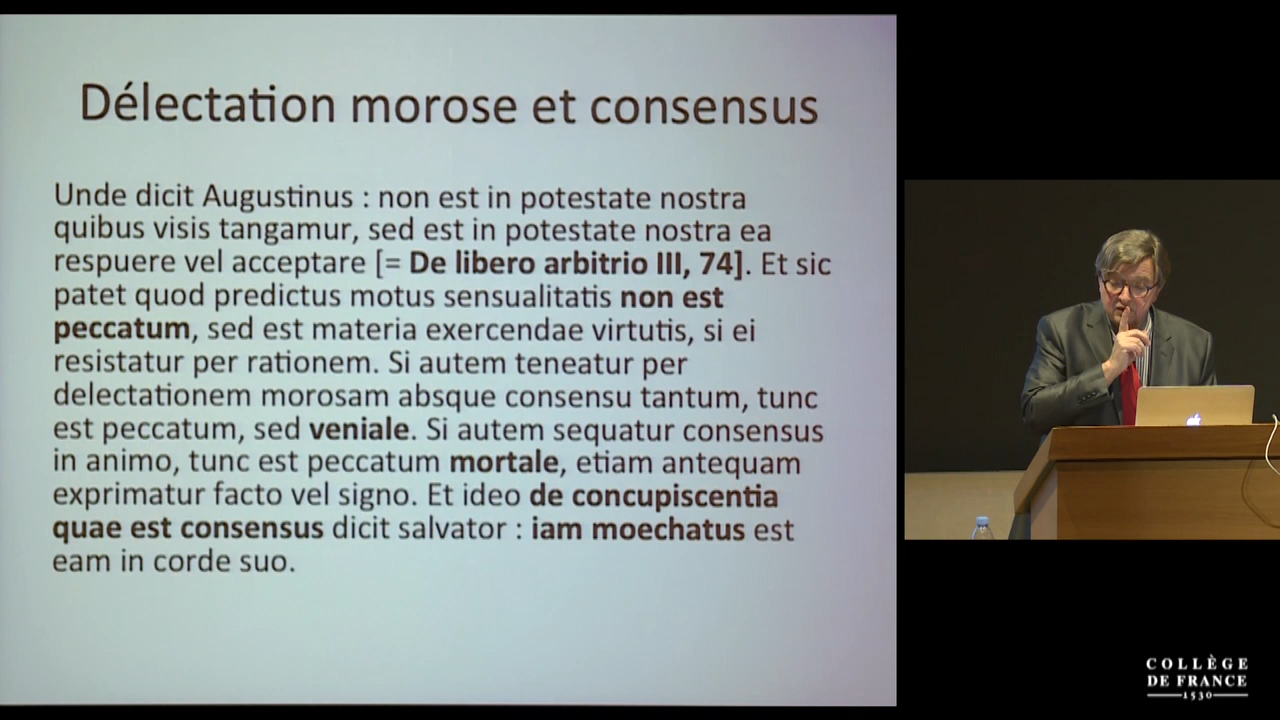 Délectation morose et consensus
Unde dicit Augustinus : non est in potestate nostra
quibus visis tangamur, sed est in potestate nostra ea
respuere vel acceptare [= De libero arbitrio III, 74]. Et sic
patet quod predictus motus sensualitatis non est
peccatum, sed est materia exercendae virtutis, si ei
resistatur per rationem. Si autem teneatur per
delectationem morosam absque consensu tantum, tunc
est peccatum, sed veniale. Si autem sequatur consensus
in animo, tunc est peccatum mortale, etiam antequam
exprimatur facto vel signo. Et ideo de concupiscentia
quae est consensus dicit salvator : iam moechatus est
eam in corde suo.
COLLÈGE
DE FRANCE
1530